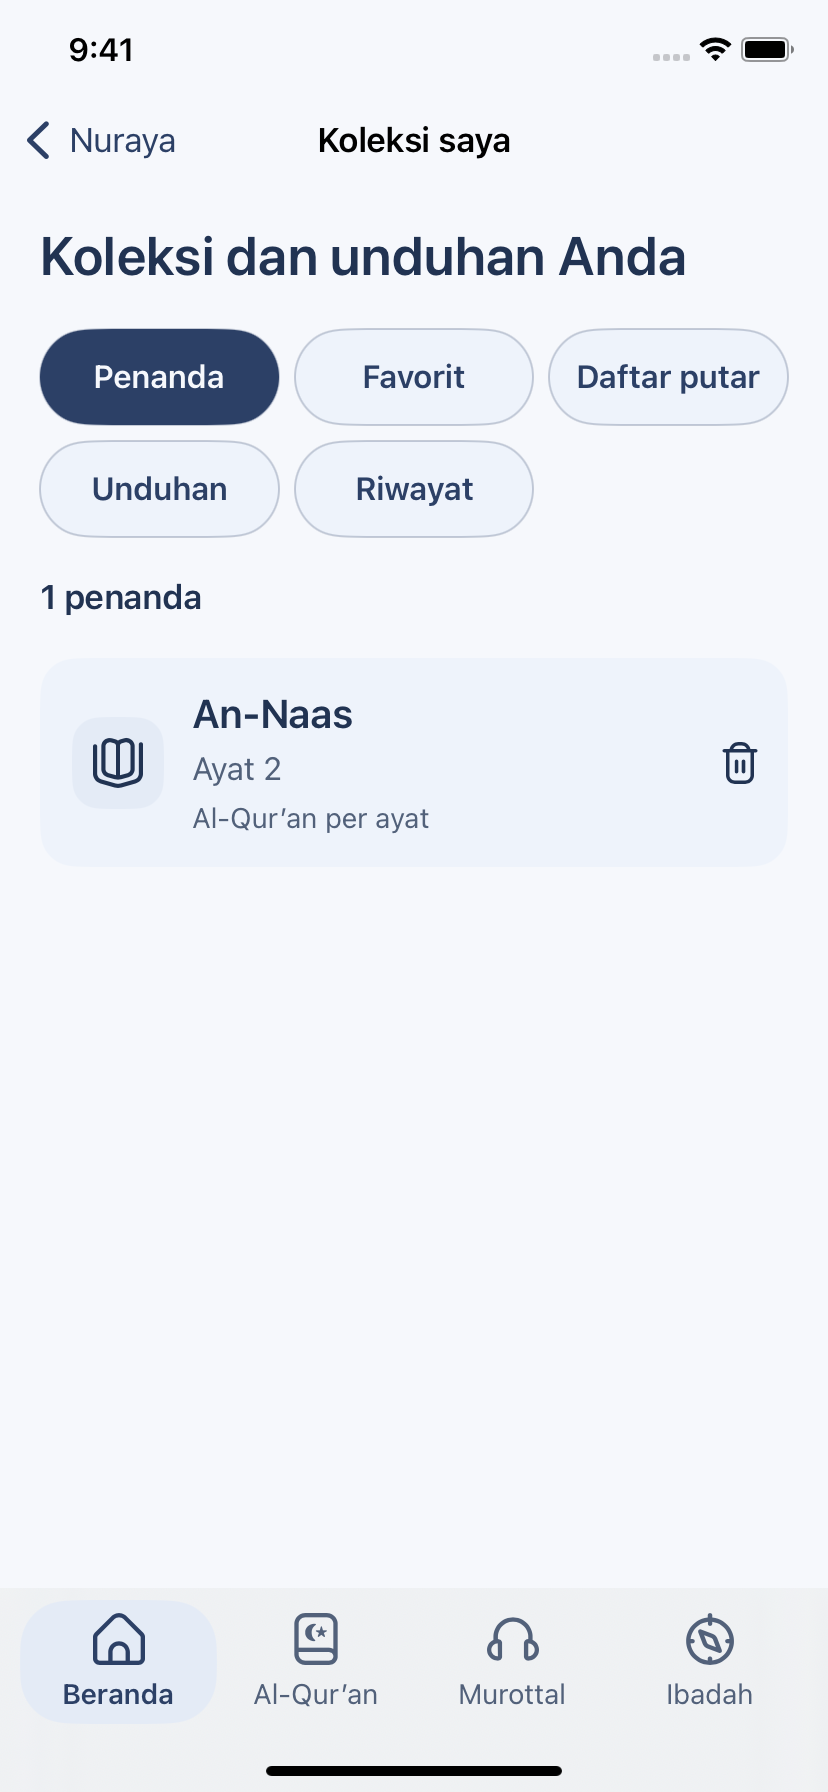 9:41
Nuraya
Koleksi saya
Koleksi dan unduhan Anda
Penanda
Favorit
Daftar putar
Unduhan
Riwayat
1 penanda
An-Naas
Ayat 2
Al-Qur’an per ayat
Beranda
Al-Qur’an
Murottal
Ibadah